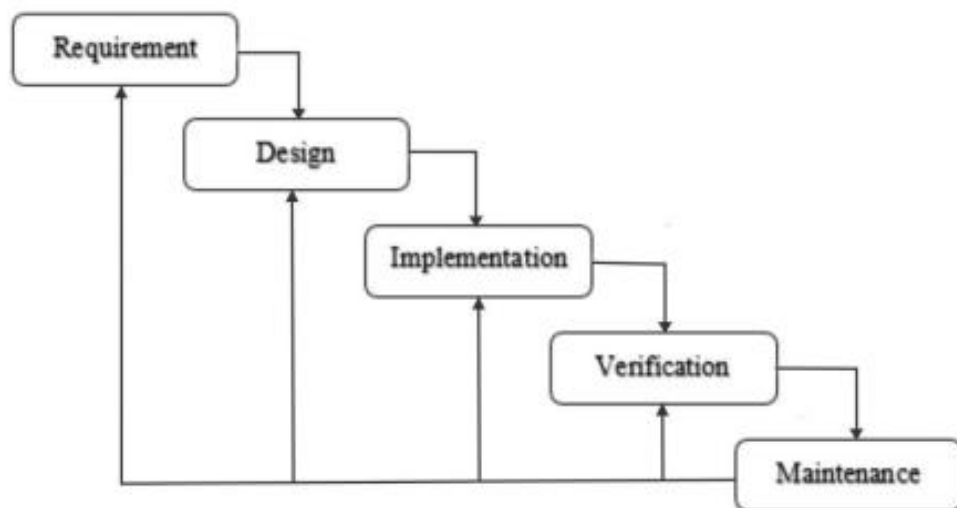 Requirement
Design
Implementation
Verification
Maintenance